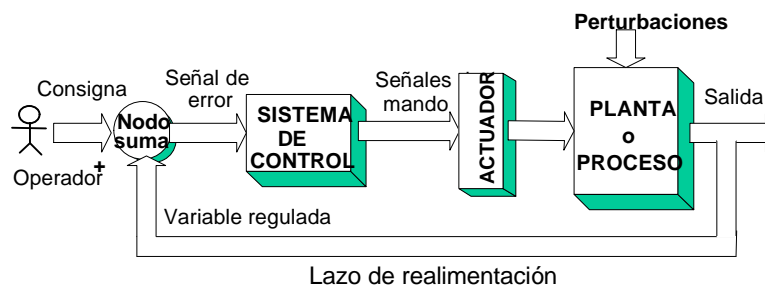 Perturbaciones
Consigna
Señal de
error
Señales
mando
Salida
Operador
+
Nodo
suma
SISTEMA
DE
CONTROL
ACTUADOR
PLANTA
o
PROCESO
Variable regulada
Lazo de realimentación